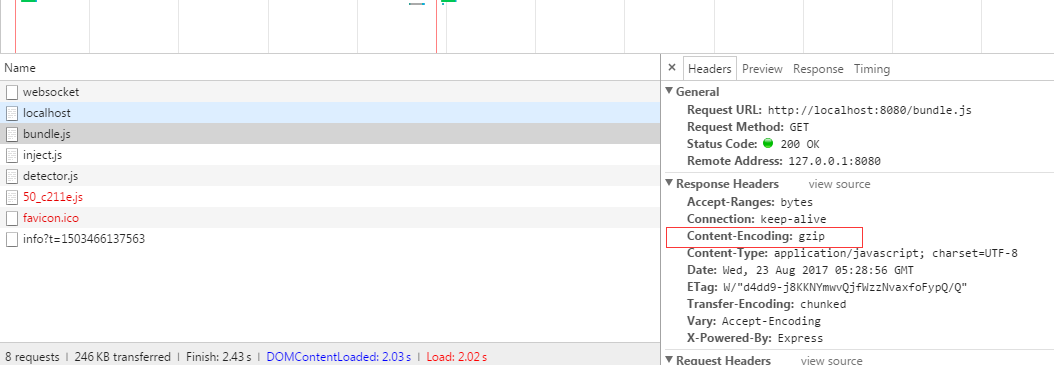 Name
websocket
localhost
bundle.js
inject.js
detector.js
50_c211e.js
favicon.ico
info?t=1503466137563
8 requests | 246 KB transferred | Finish: 2.43 s | DOMContentLoaded: 2.03 s | Load: 2.02 s
× Headers Preview Response Timing
General
Request URL: http://localhost:8080/bundle.js
Request Method: GET
Status Code: 200 OK
Remote Address: 127.0.0.1:8080
Response Headers view source
Accept-Ranges: bytes
Connection: keep-alive
Content-Encoding: gzip
Content-Type: application/javascript; charset=UTF-8
Date: Wed, 23 Aug 2017 05:28:56 GMT
ETag: W/"d4dd9-j8KKNYmwvQjfWzzNvaxfoFypQ/Q"
Transfer-Encoding: chunked
Vary: Accept-Encoding
X-Powered-By: Express
Request Headers view source